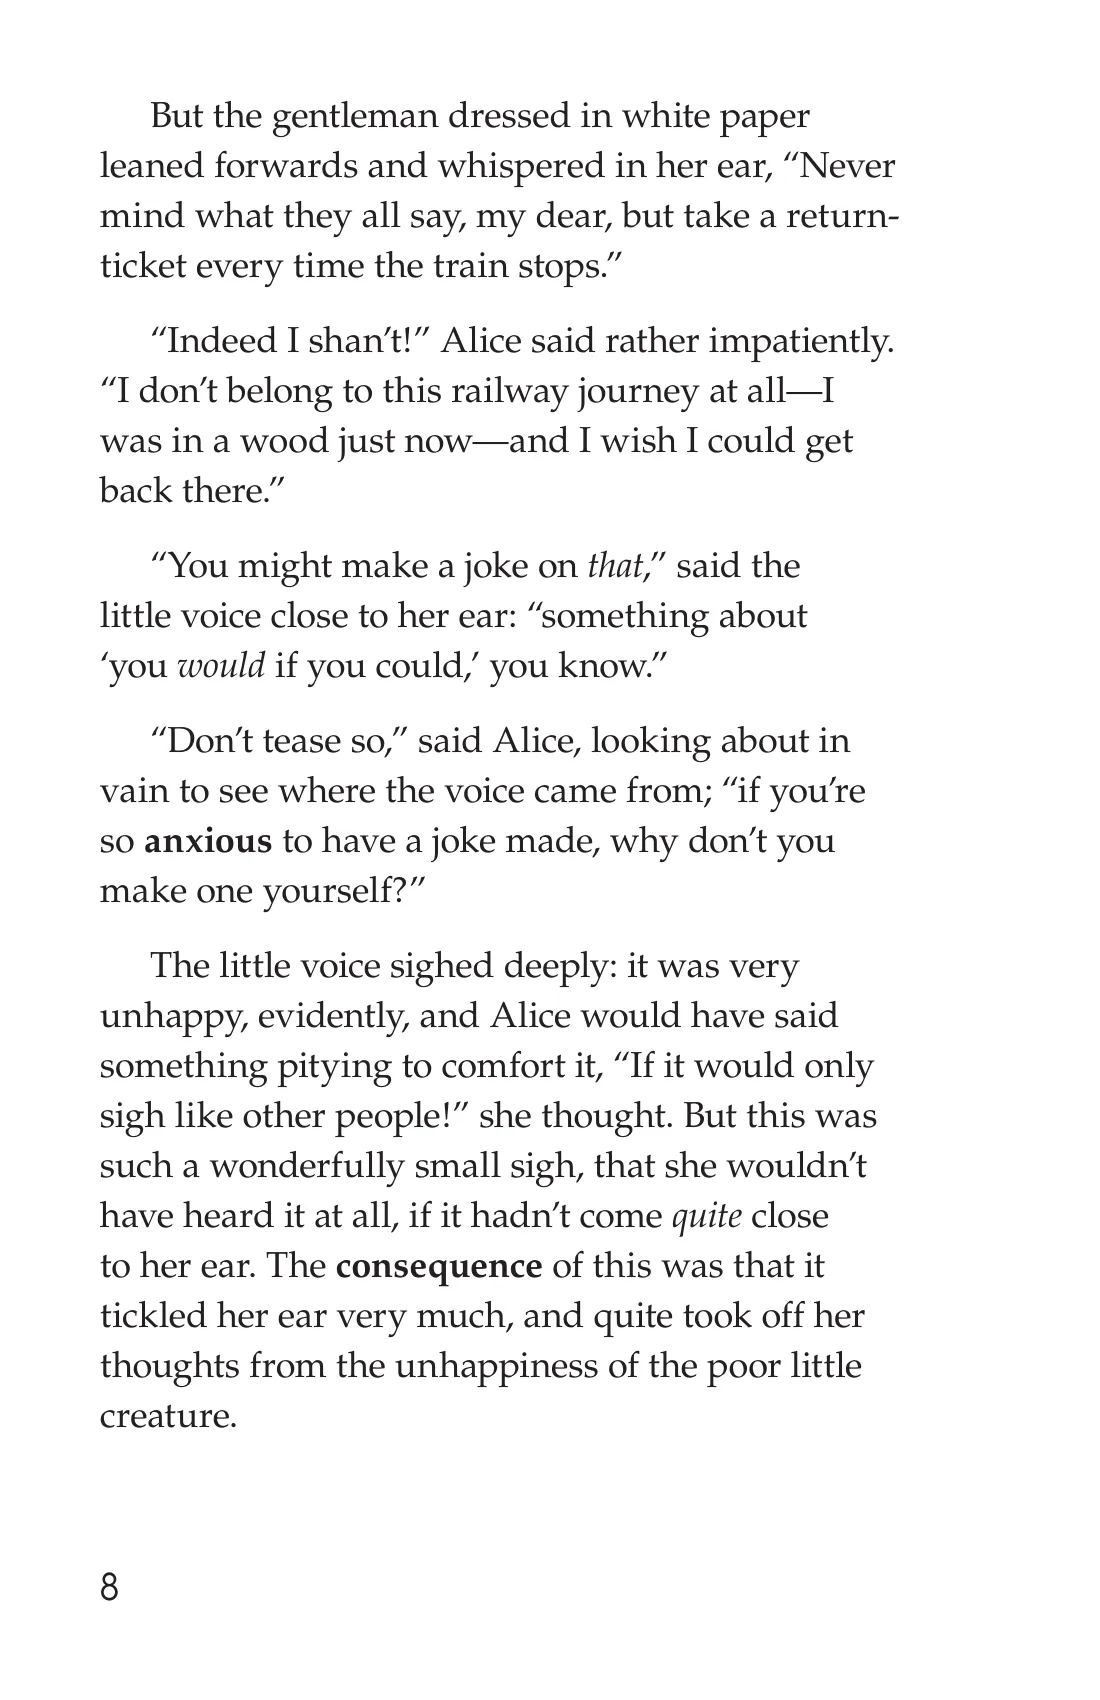 But the gentleman dressed in white paper
leaned forwards and whispered in her ear, “Never
mind what they all say, my dear, but take a return-
ticket every time the train stops.”
“Indeed I shan’t!” Alice said rather impatiently.
“I don’t belong to this railway journey at all—I
was in a wood just now—and I wish I could get
back there.”
“You might make a joke on that,” said the
little voice close to her ear: “something about
‘you would if you could,’ you know.”
“Don’t tease so,” said Alice, looking about in
vain to see where the voice came from; “if you’re
so anxious to have a joke made, why don’t you
make one yourself?”
The little voice sighed deeply: it was very
unhappy, evidently, and Alice would have said
something pitying to comfort it, “If it would only
sigh like other people!” she thought. But this was
such a wonderfully small sigh, that she wouldn’t
have heard it at all, if it hadn’t come quite close
to her ear. The consequence of this was that it
tickled her ear very much, and quite took off her
thoughts from the unhappiness of the poor little
creature.
8